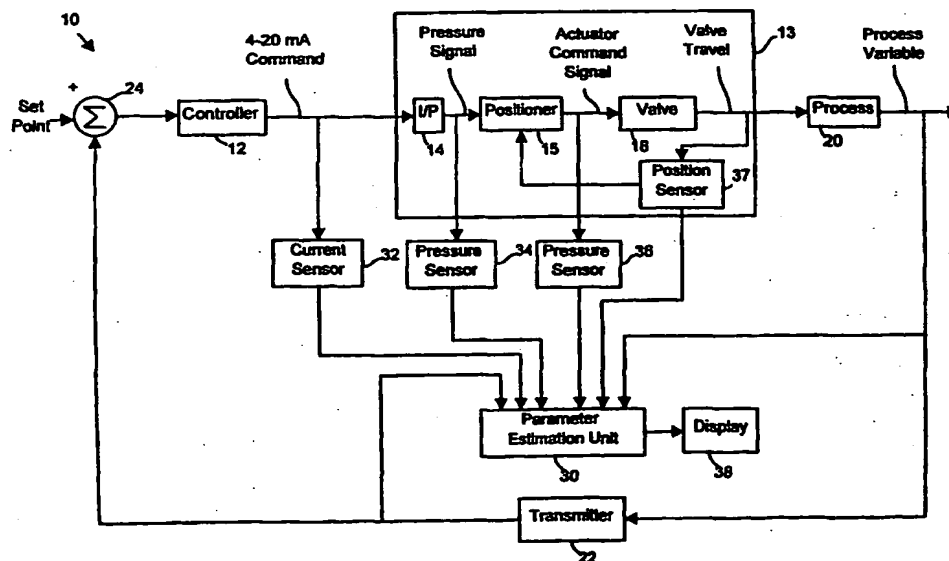 10
4-20 mA
Command
Pressure
Signal
Actuator
Command
Signal
Valve
Travel
13
Process
Variable
+
24
Set
Point
Σ
Controller
12
I/P
14
Positioner
15
Valve
18
Process
20
Position
Sensor
37
Current
Sensor
32
Pressure
Sensor
34
Pressure
Sensor
36
Parameter
Estimation Unit
30
Display
38
Transmitter
22